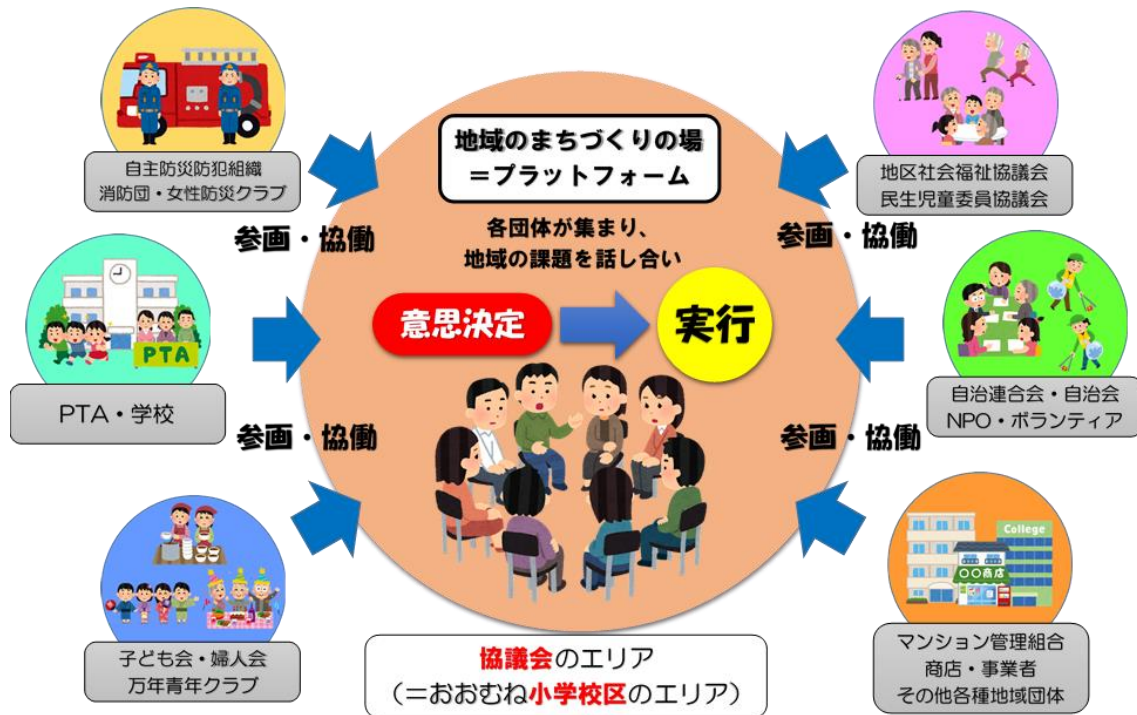 自主防災防犯組織
消防団・女性防災クラブ
参画・協働
PTA
PTA・学校
参画・協働
子ども会・婦人会
万年青年クラブ
地域のまちづくりの場
=プラットフォーム
各団体が集まり、
地域の課題を話し合い
意思決定
実行
協議会のエリア
(=おおむね小学校区のエリア)
地区社会福祉協議会
民生児童委員協議会
参画・協働
自治連合会・自治会
NPO・ボランティア
参画・協働
College
〇〇商店
マンション管理組合
商店・事業者
その他各種地域団体